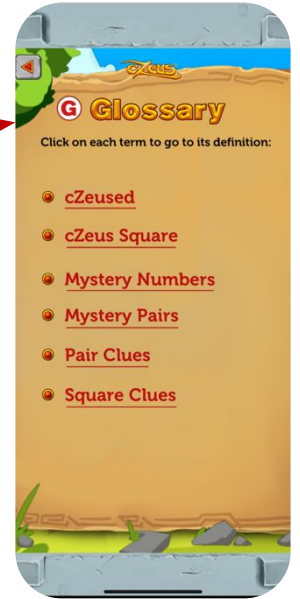 cZeus
G Glossary
Click on each term to go to its definition:
cZeused
cZeus Square
Mystery Numbers
Mystery Pairs
Pair Clues
Square Clues